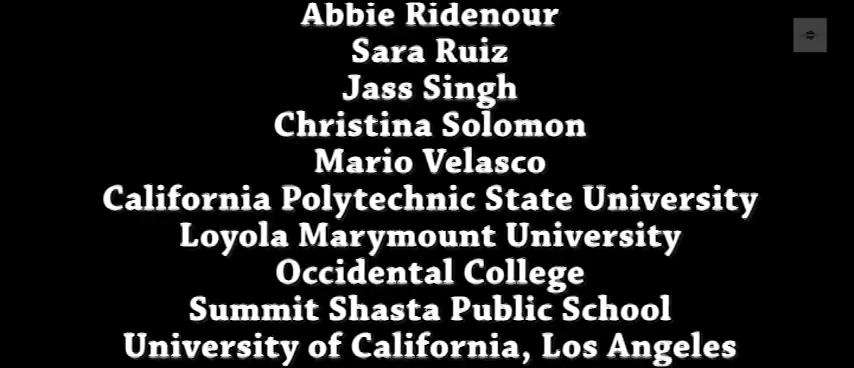 Abbie Ridenour
Sara Ruiz
Jass Singh
Christina Solomon
Mario Velasco
California Polytechnic State University
Loyola Marymount University
Occidental College
Summit Shasta Public School
University of California, Los Angeles